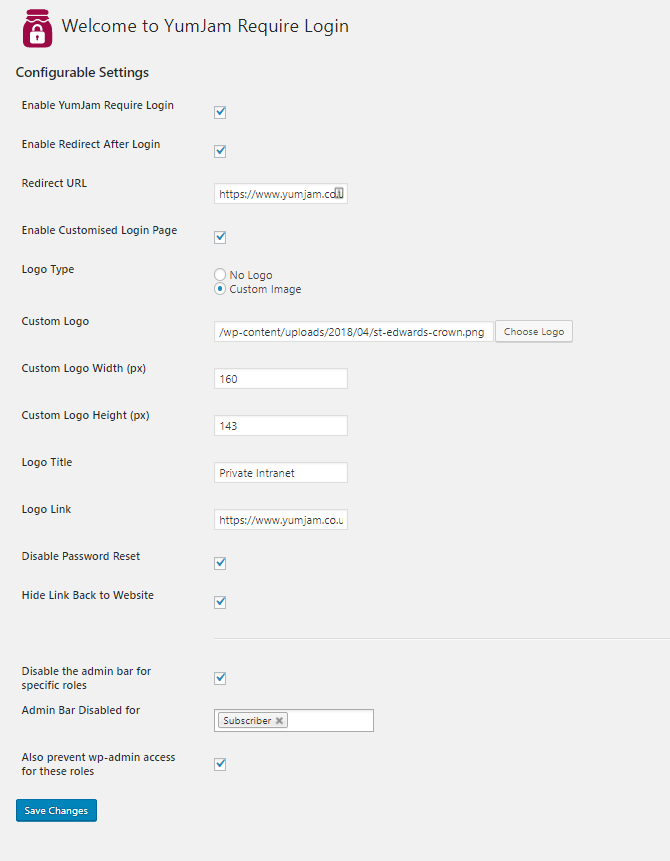 Welcome to YumJam Require Login
Configurable Settings
Enable YumJam Require Login
Enable Redirect After Login
Redirect URL
https://www.yumjam.co.
Enable Customised Login Page
Logo Type
No Logo
Custom Image
Custom Logo
/wp-content/uploads/2018/04/st-edwards-crown.png
Choose Logo
Custom Logo Width (px)
160
Custom Logo Height (px)
143
Logo Title
Private Intranet
Logo Link
https://www.yumjam.co.u
Disable Password Reset
Hide Link Back to Website
Disable the admin bar for
specific roles
Admin Bar Disabled for
Subscriber
Also prevent wp-admin access
for these roles
Save Changes